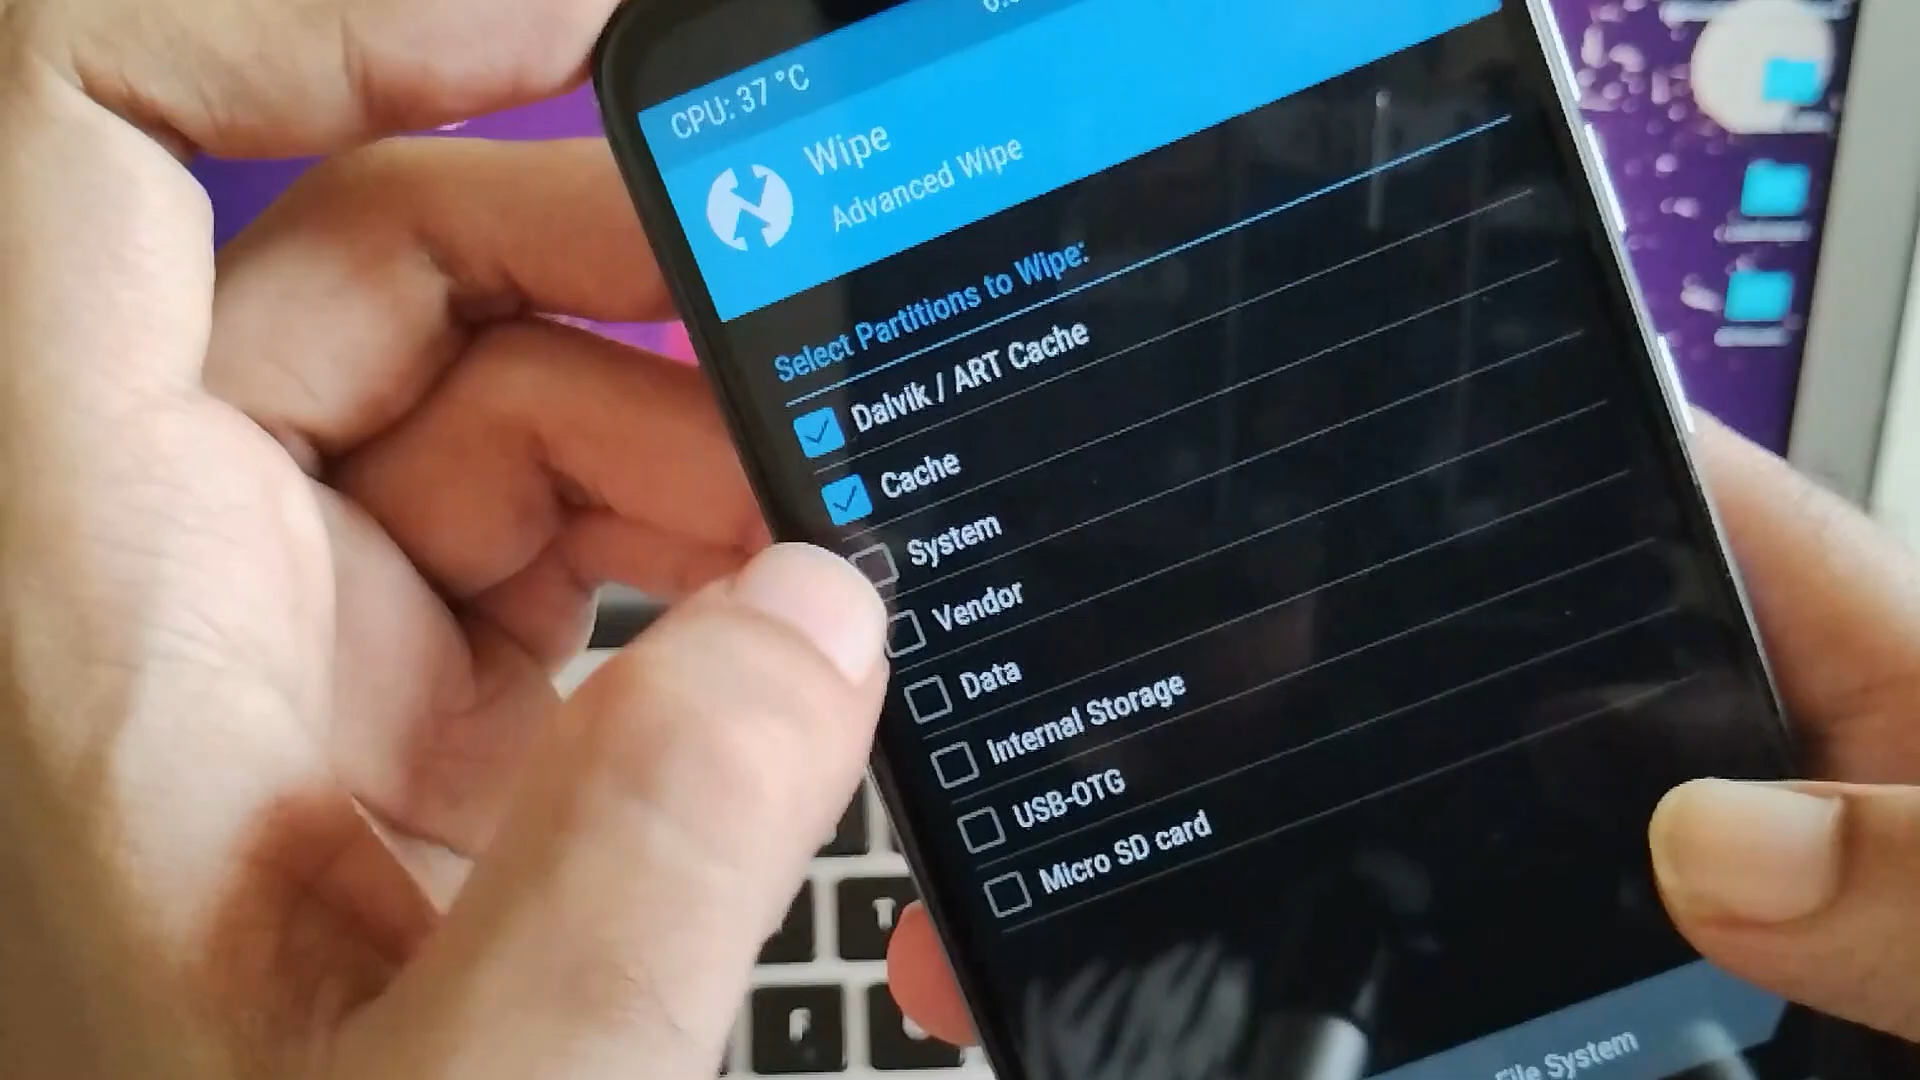 CPU: 37 °C
Wipe
Advanced Wipe
Select Partitions to Wipe:
Dalvik / ART Cache
Cache
System
Vendor
Data
Internal Storage
USB-OTG
Micro SD card
File System
T
F